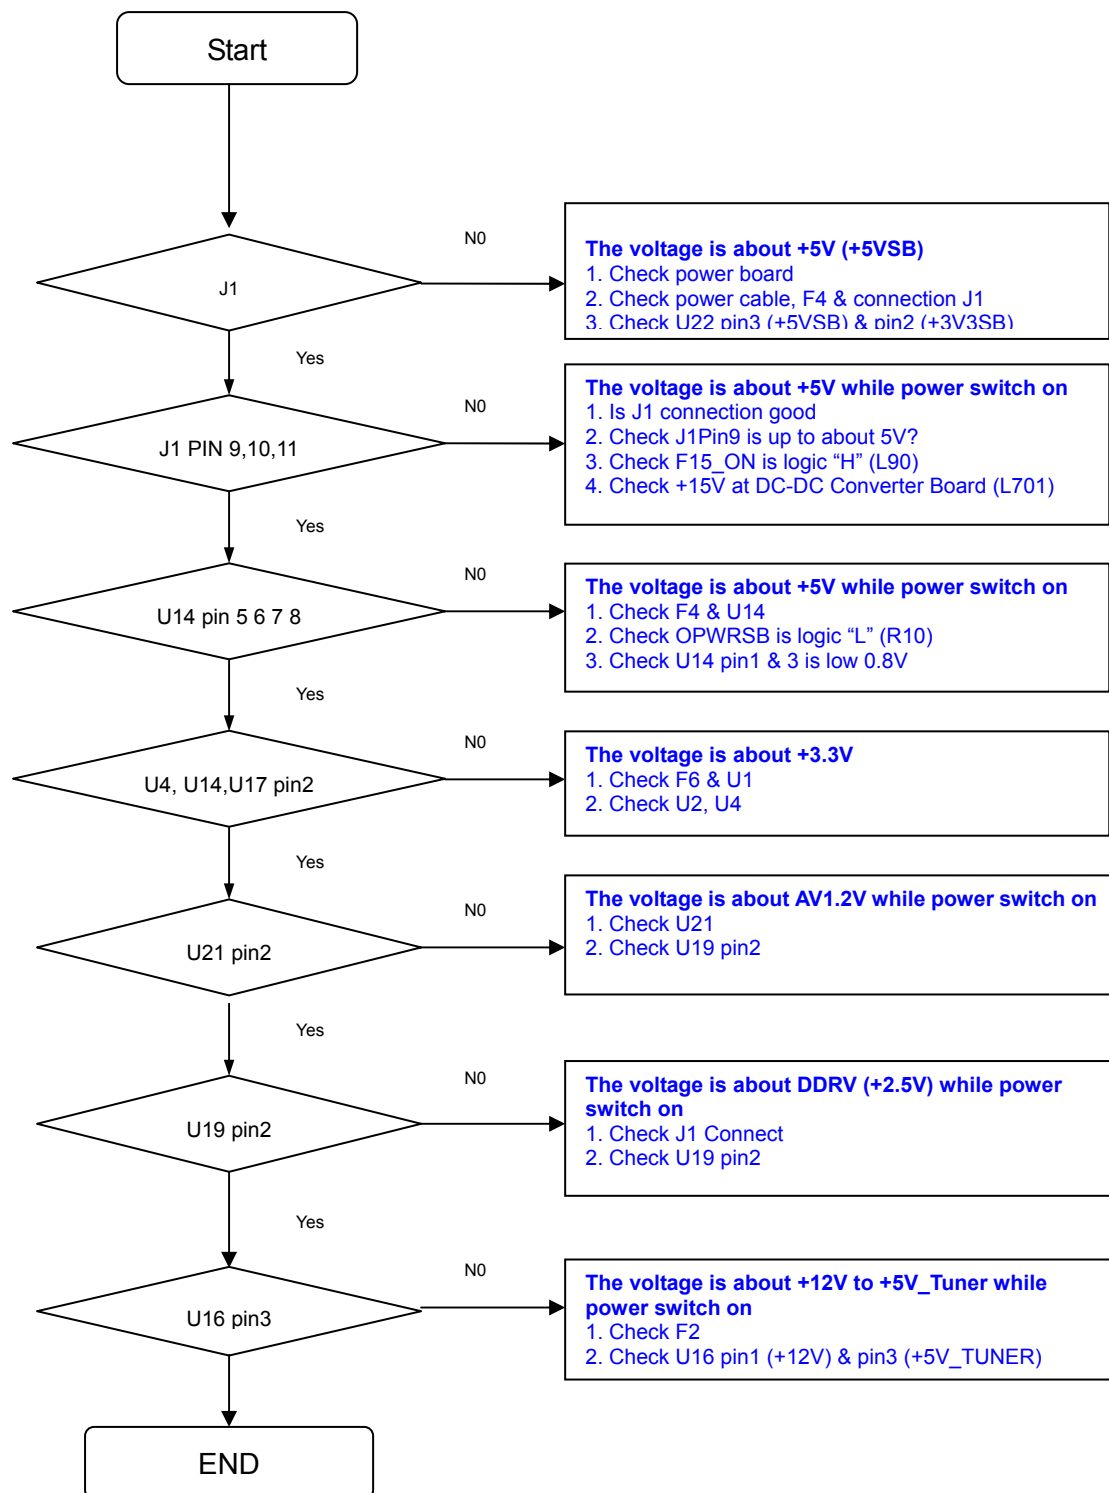 Start
J1
N0
The voltage is about +5V (+5VSB)
1. Check power board
2. Check power cable, F4 & connection J1
3. Check U22 pin3 (+5VSB) & pin2 (+3V3SB)
Yes
J1 PIN 9,10,11
N0
The voltage is about +5V while power switch on
1. Is J1 connection good
2. Check J1Pin9 is up to about 5V?
3. Check F15_ON is logic “H” (L90)
4. Check +15V at DC-DC Converter Board (L701)
Yes
U14 pin 5 6 7 8
N0
The voltage is about +5V while power switch on
1. Check F4 & U14
2. Check OPWRSB is logic “L” (R10)
3. Check U14 pin1 & 3 is low 0.8V
Yes
U4, U14,U17 pin2
N0
The voltage is about +3.3V
1. Check F6 & U1
2. Check U2, U4
Yes
U21 pin2
N0
The voltage is about AV1.2V while power switch on
1. Check U21
2. Check U19 pin2
Yes
U19 pin2
N0
The voltage is about DDRV (+2.5V) while power
switch on
1. Check J1 Connect
2. Check U19 pin2
Yes
U16 pin3
N0
The voltage is about +12V to +5V_Tuner while
power switch on
1. Check F2
2. Check U16 pin1 (+12V) & pin3 (+5V_TUNER)
END